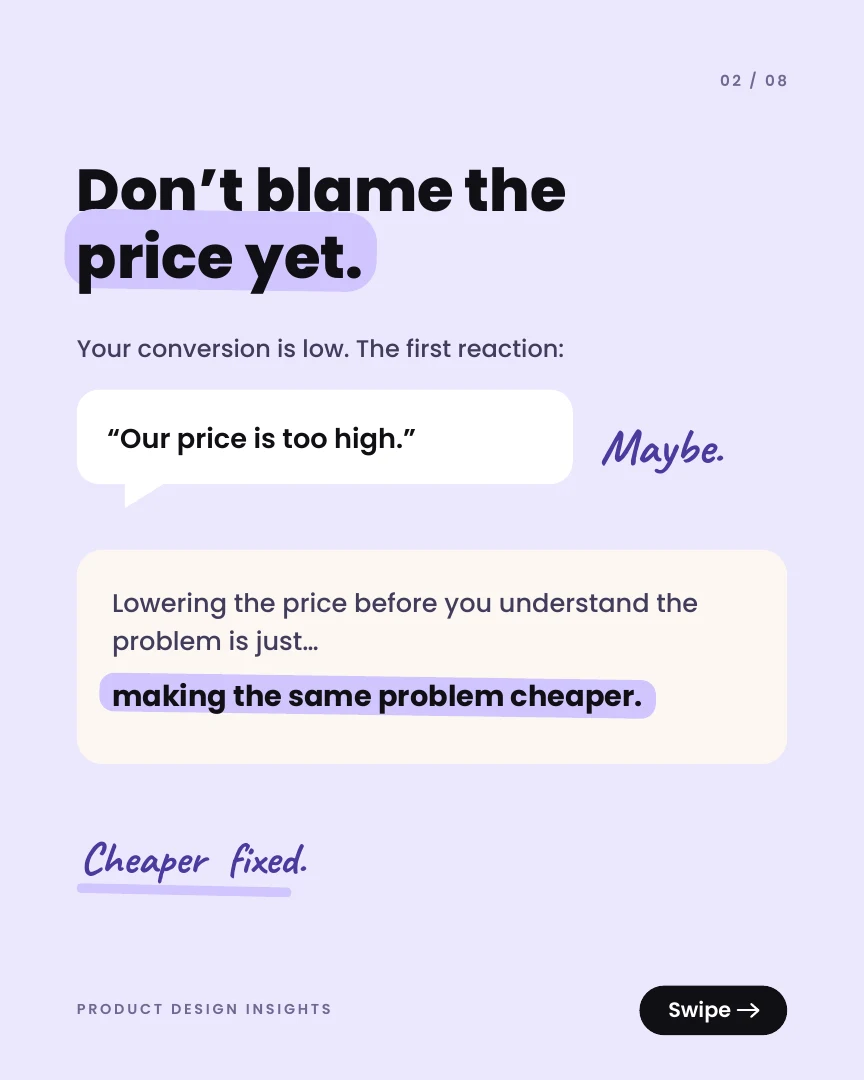 02 / 08
Don’t blame the
price yet.
Your conversion is low. The first reaction:
“Our price is too high.”
Maybe.
Lowering the price before you understand the
problem is just…
making the same problem cheaper.
Cheaper fixed.
PRODUCT DESIGN INSIGHTS
Swipe →